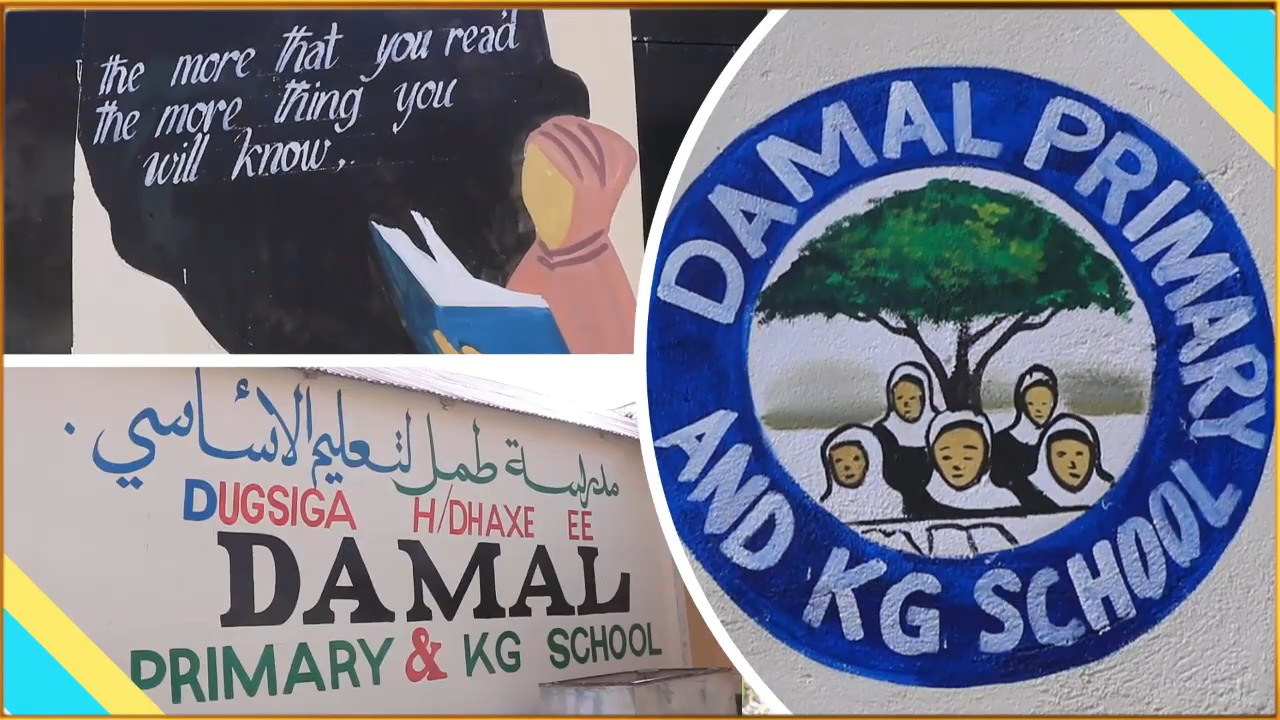 the more that you read
the more thing you
will know,.
مدرسة طمل لتعليم الاساسي .
DUGSIGA H/DHAXE EE
DAMAL
PRIMARY & KG SCHOOL
DAMAL PRIMARY
AND KG SCHOOL